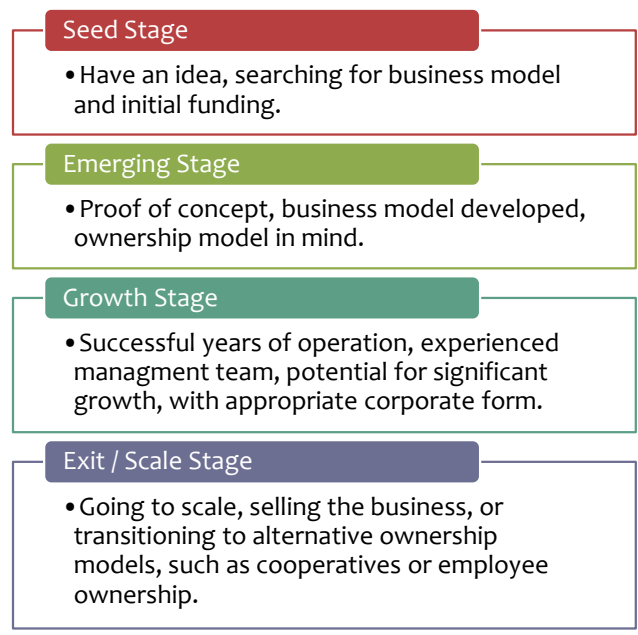 Seed Stage
•Have an idea, searching for business model
and initial funding.
Emerging Stage
•Proof of concept, business model developed,
ownership model in mind.
Growth Stage
•Successful years of operation, experienced
managment team, potential for significant
growth, with appropriate corporate form.
Exit / Scale Stage
•Going to scale, selling the business, or
transitioning to alternative ownership
models, such as cooperatives or employee
ownership.